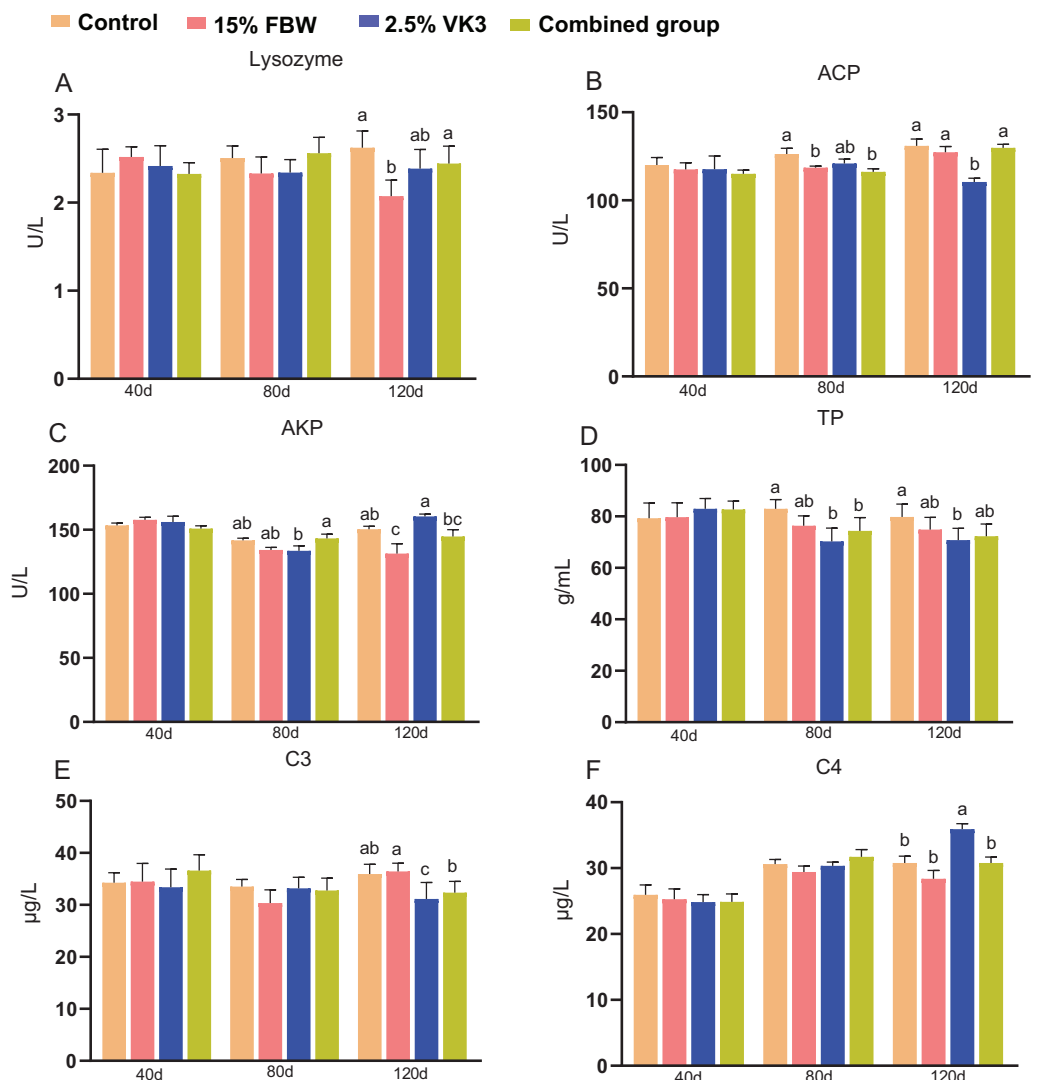 Control 15% FBW 2.5% VK3 Combined group
A
Lysozyme
U/L
3
2
1
0
a
b
ab
a
40d 80d 120d
B
ACP
U/L
150
100
50
0
a
b
ab
b
a
a
b
a
40d 80d 120d
C
AKP
U/L
200
150
100
50
0
ab
ab
b
a
ab
c
a
bc
40d 80d 120d
D
TP
g/mL
100
80
60
40
20
0
a
ab
b
b
a
ab
b
ab
40d 80d 120d
E
C3
µg/L
50
40
30
20
10
0
ab
a
c
b
40d 80d 120d
F
C4
µg/L
40
30
20
10
0
b
b
a
b
40d 80d 120d